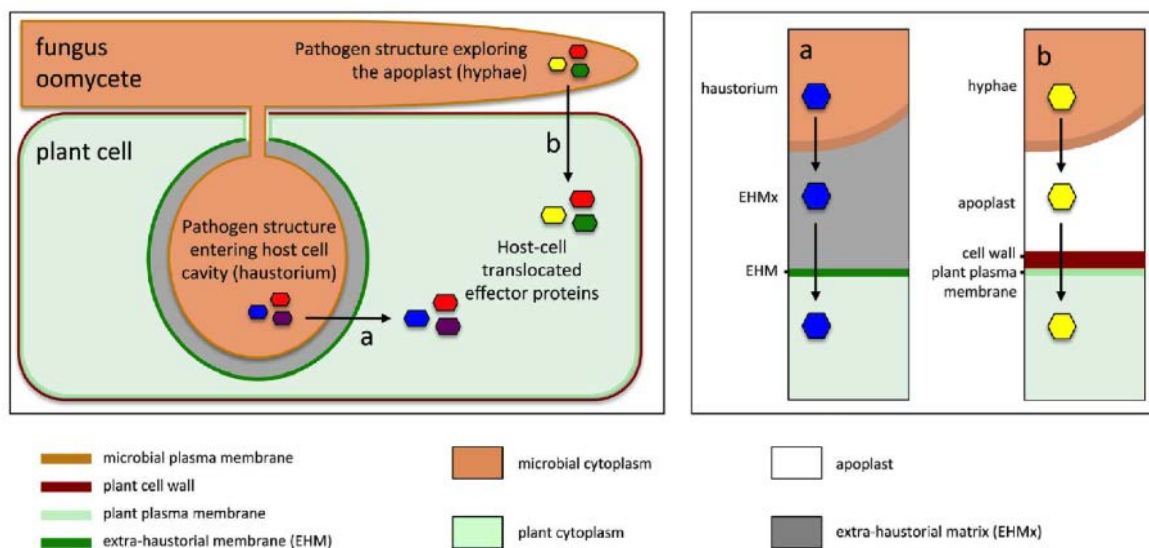 fungus
oomycete
Pathogen structure exploring
the apoplast (hyphae)
b
plant cell
Pathogen structure
entering host cell
cavity (haustorium)
Host-cell
translocated
effector proteins
a
a
haustorium
EHMx
EHM
b
hyphae
apoplast
cell wall
plant plasma
membrane
microbial plasma membrane
plant cell wall
plant plasma membrane
extra-haustorial membrane (EHM)
microbial cytoplasm
plant cytoplasm
apoplast
extra-haustorial matrix (EHMx)